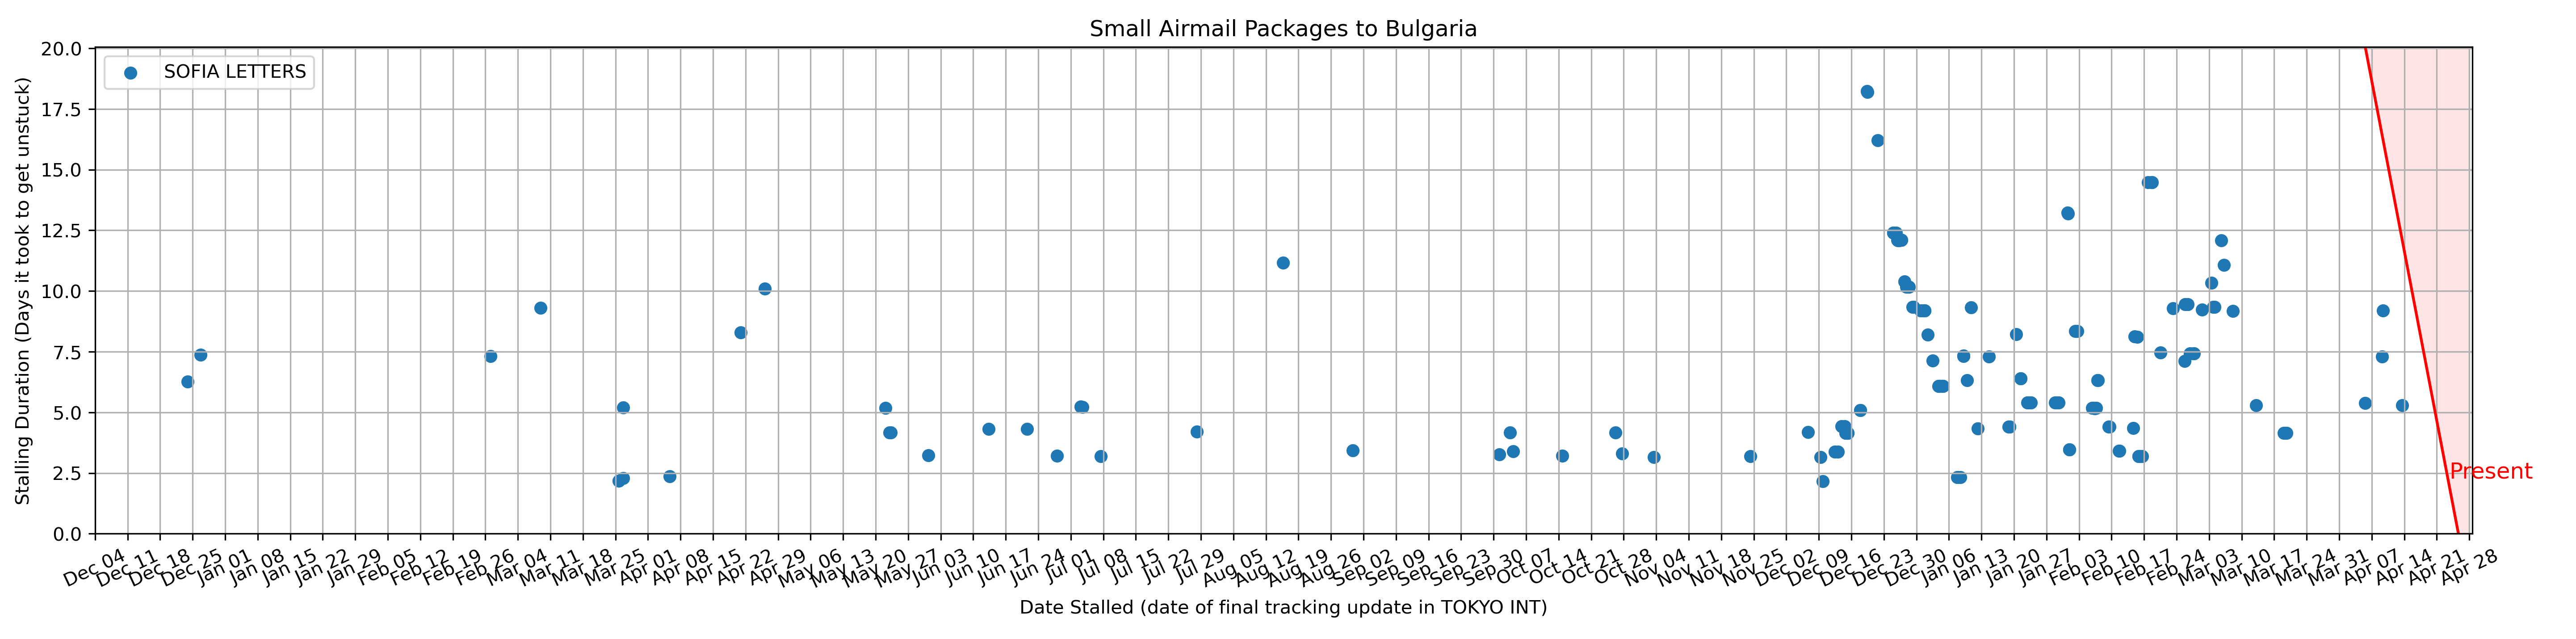 Small Airmail Packages to Bulgaria
SOFIA LETTERS
Stalling Duration (Days it took to get unstuck)
20.0
17.5
15.0
12.5
10.0
7.5
5.0
2.5
0.0
Present
Dec 04 Dec 11 Dec 18 Dec 25 Jan 01 Jan 08 Jan 15 Jan 22 Jan 29 Feb 05 Feb 12 Feb 19 Feb 26 Mar 04 Mar 11 Mar 18 Mar 25 Apr 01 Apr 08 Apr 15 Apr 22 Apr 29 May 06 May 13 May 20 May 27 Jun 03 Jun 10 Jun 17 Jun 24 Jul 01 Jul 08 Jul 15 Jul 22 Jul 29 Aug 05 Aug 12 Aug 19 Aug 26 Sep 02 Sep 09 Sep 16 Sep 23 Sep 30 Oct 07 Oct 14 Oct 21 Oct 28 Nov 04 Nov 11 Nov 18 Nov 25 Dec 02 Dec 09 Dec 16 Dec 23 Dec 30 Jan 06 Jan 13 Jan 20 Jan 27 Feb 03 Feb 10 Feb 17 Feb 24 Mar 03 Mar 10 Mar 17 Mar 24 Mar 31 Apr 07 Apr 14 Apr 21 Apr 28
Date Stalled (date of final tracking update in TOKYO INT)